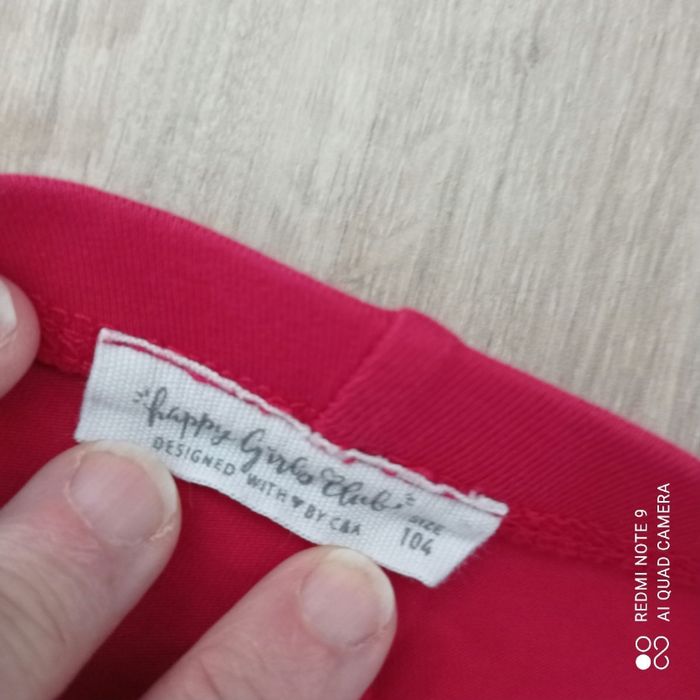 happy Girls Club
DESIGNED WITH ♥ BY C&A
SIZE
104
REDMI NOTE 9
AI QUAD CAMERA